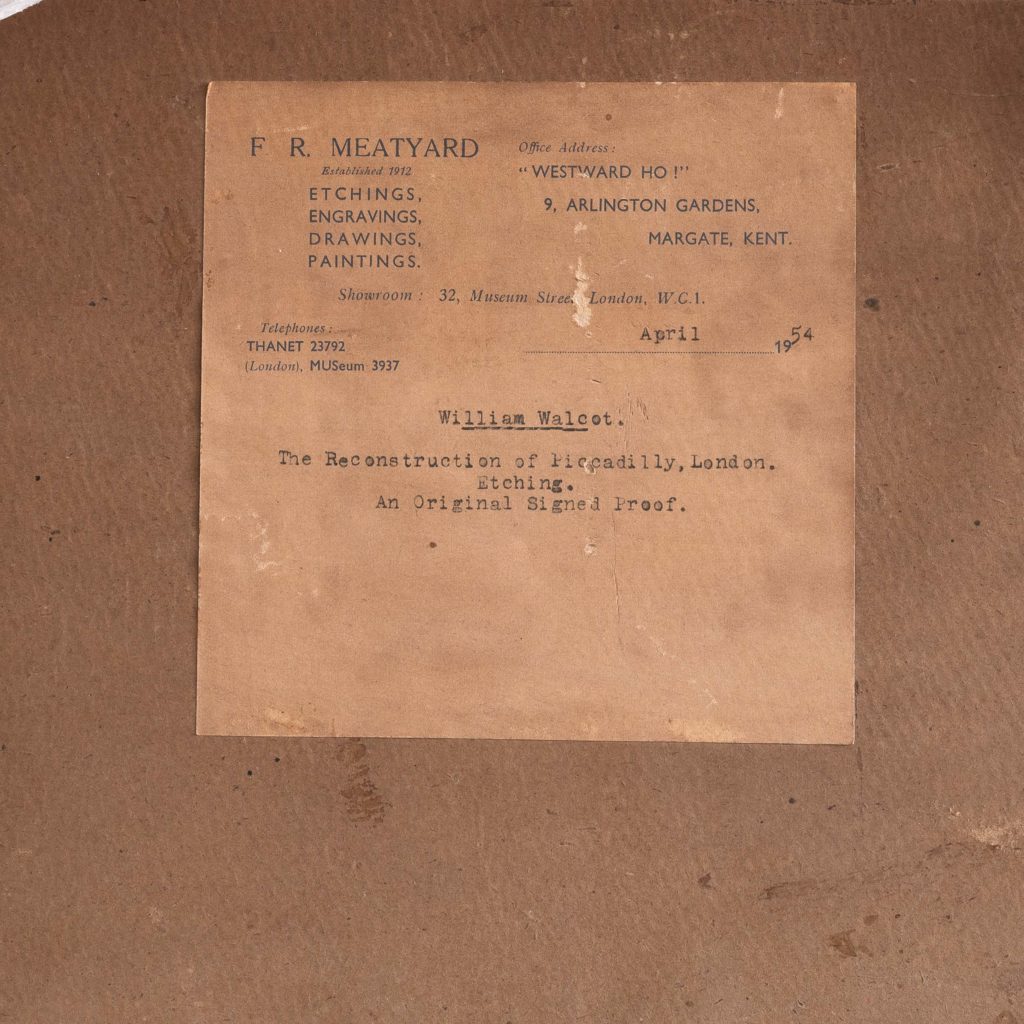 F R. MEATYARD
Established 1912
ETCHINGS,
ENGRAVINGS,
DRAWINGS,
PAINTINGS.
Office Address:
"WESTWARD HO!"
9, ARLINGTON GARDENS,
MARGATE, KENT.
Showroom: 32, Museum Stree London, W.C.1.
Telephones:
THANET 23792
(London), MUSeum 3937
April 1954
William Walcot.
The Reconstruction of Piccadilly, London.
Etching.
An Original Signed Proof.